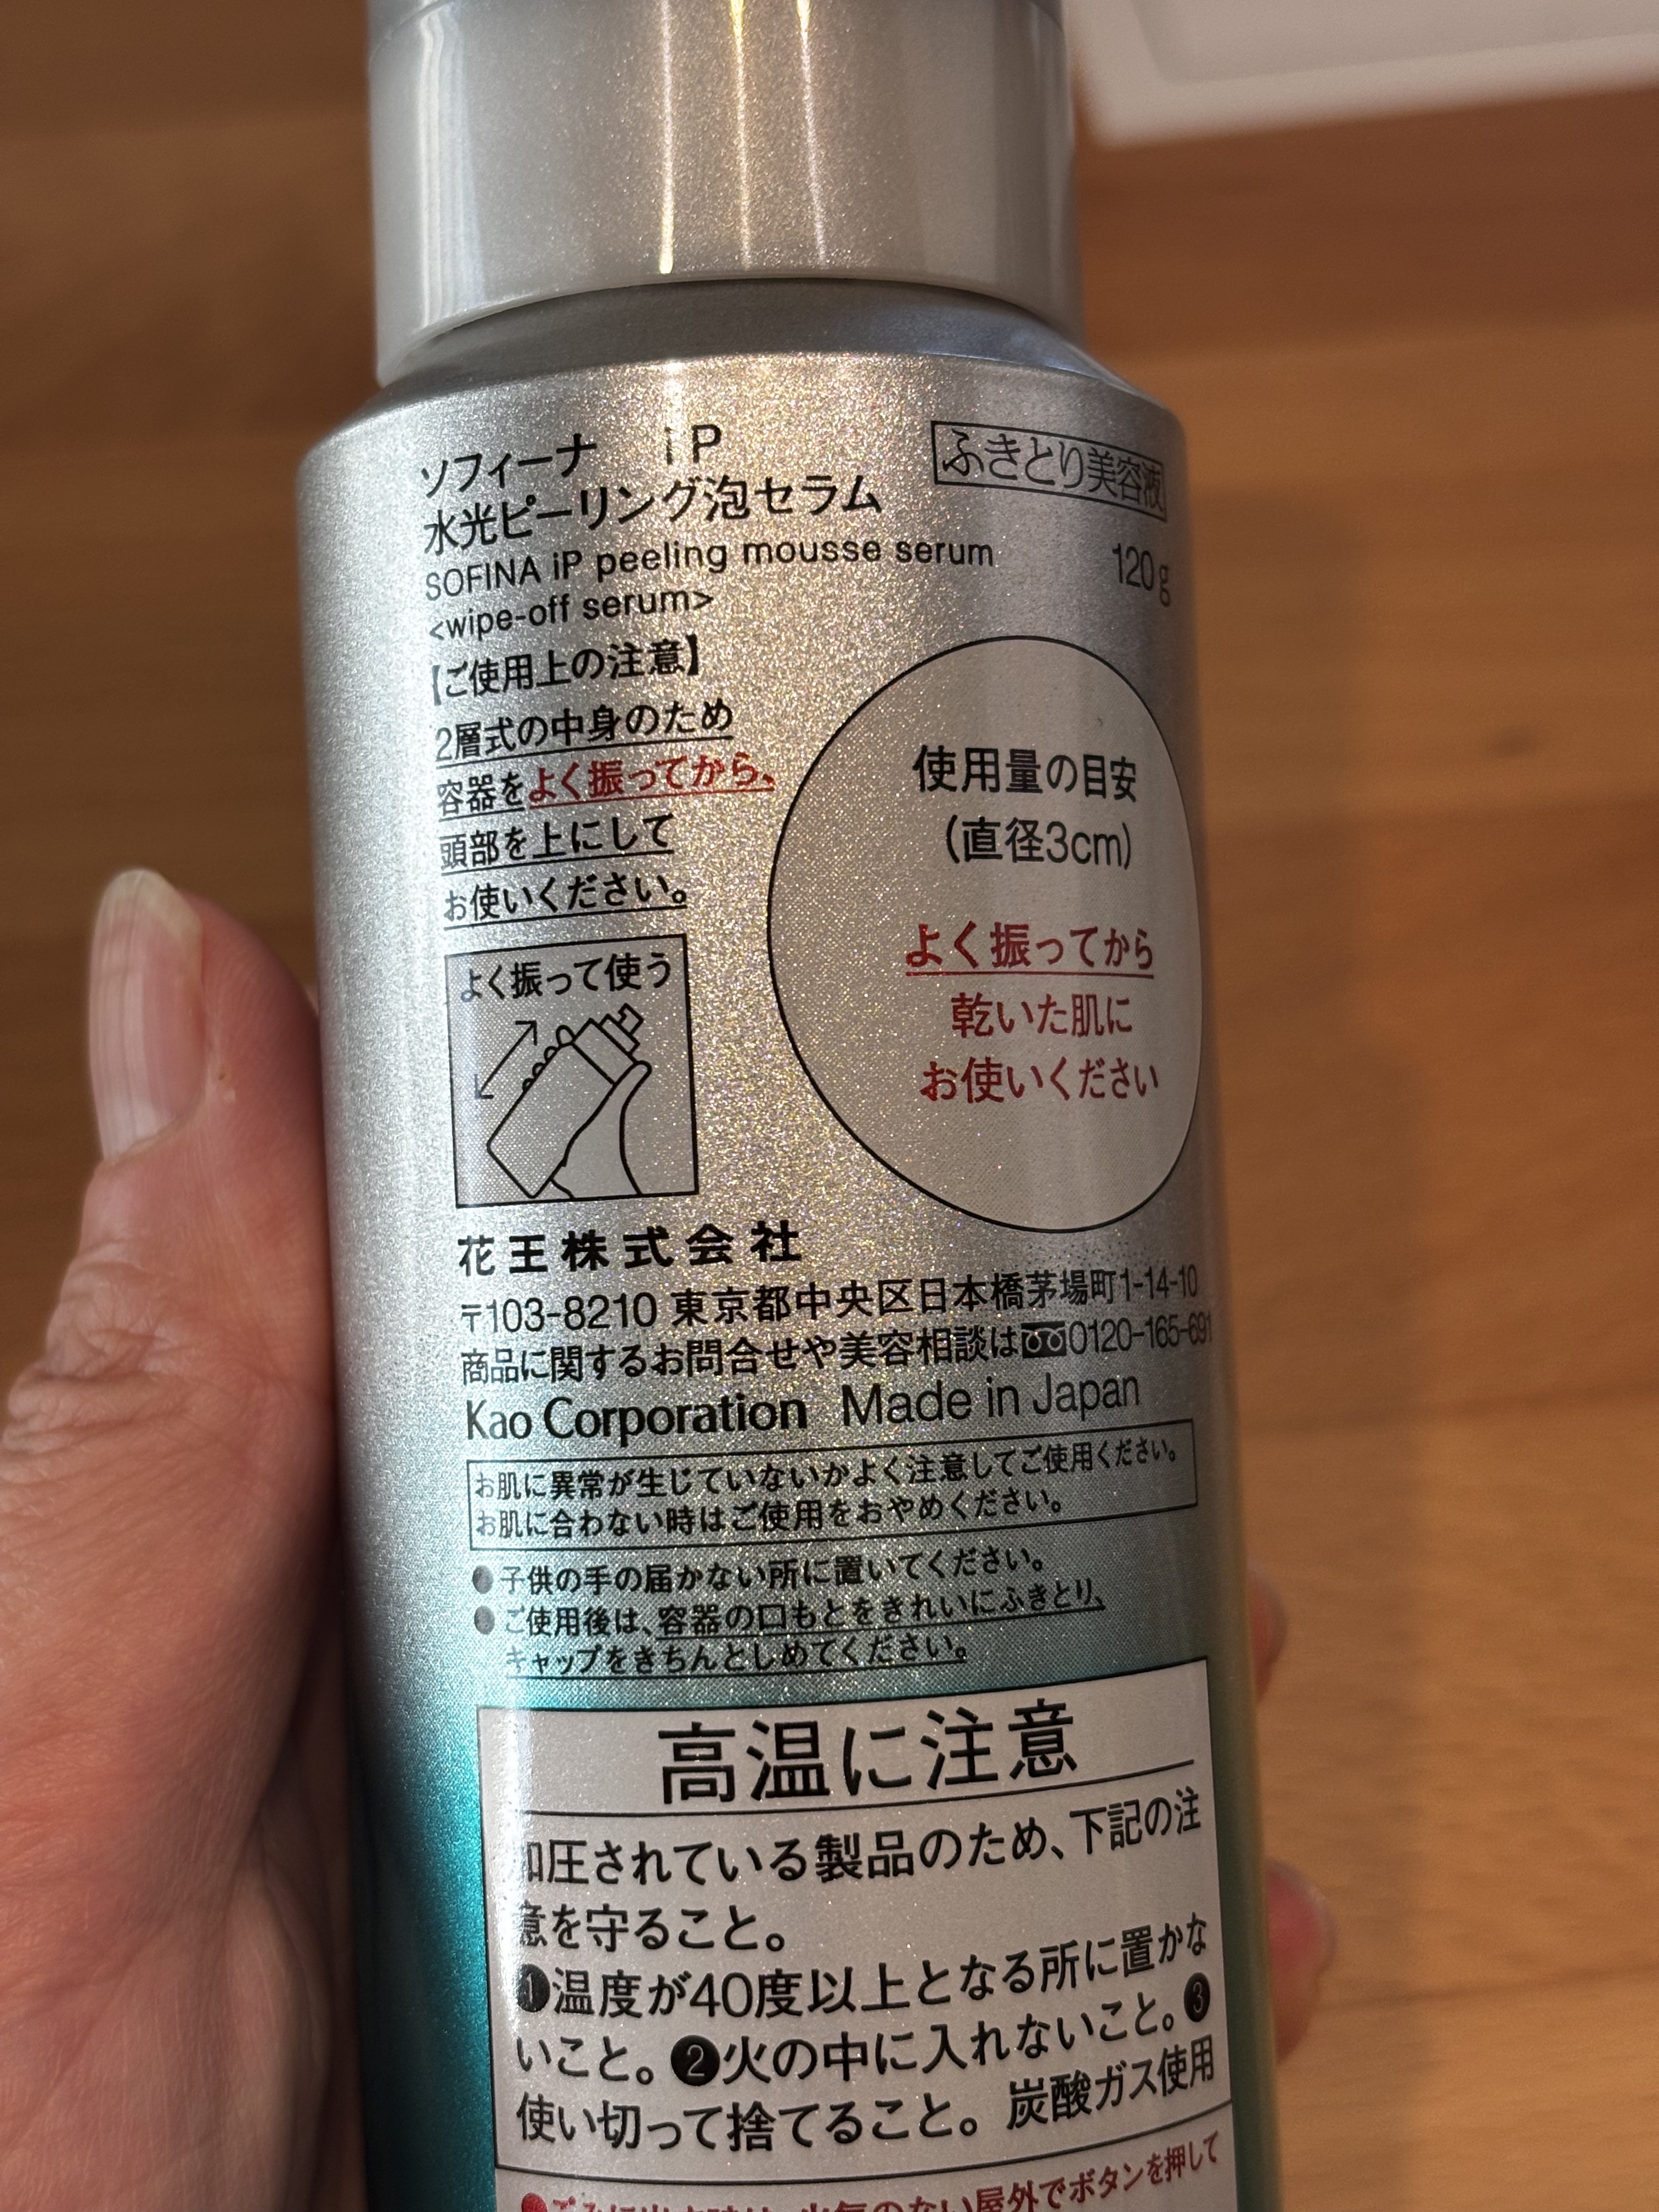 ソフィーナ iP
ふきとり美容液
水光ピーリング泡セラム
SOFINA iP peeling mousse serum
120g
<wipe-off serum>
【ご使用上の注意】
2層式の中身のため
容器をよく振ってから、
頭部を上にして
お使いください。
よく振って使う
使用量の目安
(直径3cm)
よく振ってから
乾いた肌に
お使いください
花王株式会社
〒103-8210 東京都中央区日本橋茅場町1-14-10
商品に関するお問合せや美容相談は 0120-165-691
Kao Corporation Made in Japan
お肌に異常が生じていないかよく注意してご使用ください。
お肌に合わない時はご使用をおやめください。
●子供の手の届かない所に置いてください。
●ご使用後は、容器の口もとをきれいにふきとり、
キャップをきちんとしめてください。
高温に注意
加圧されている製品のため、下記の注
意を守ること。
❶温度が40度以上となる所に置かな
いこと。❷火の中に入れないこと。❸
使い切って捨てること。炭酸ガス使用
屋外でボタンを押して